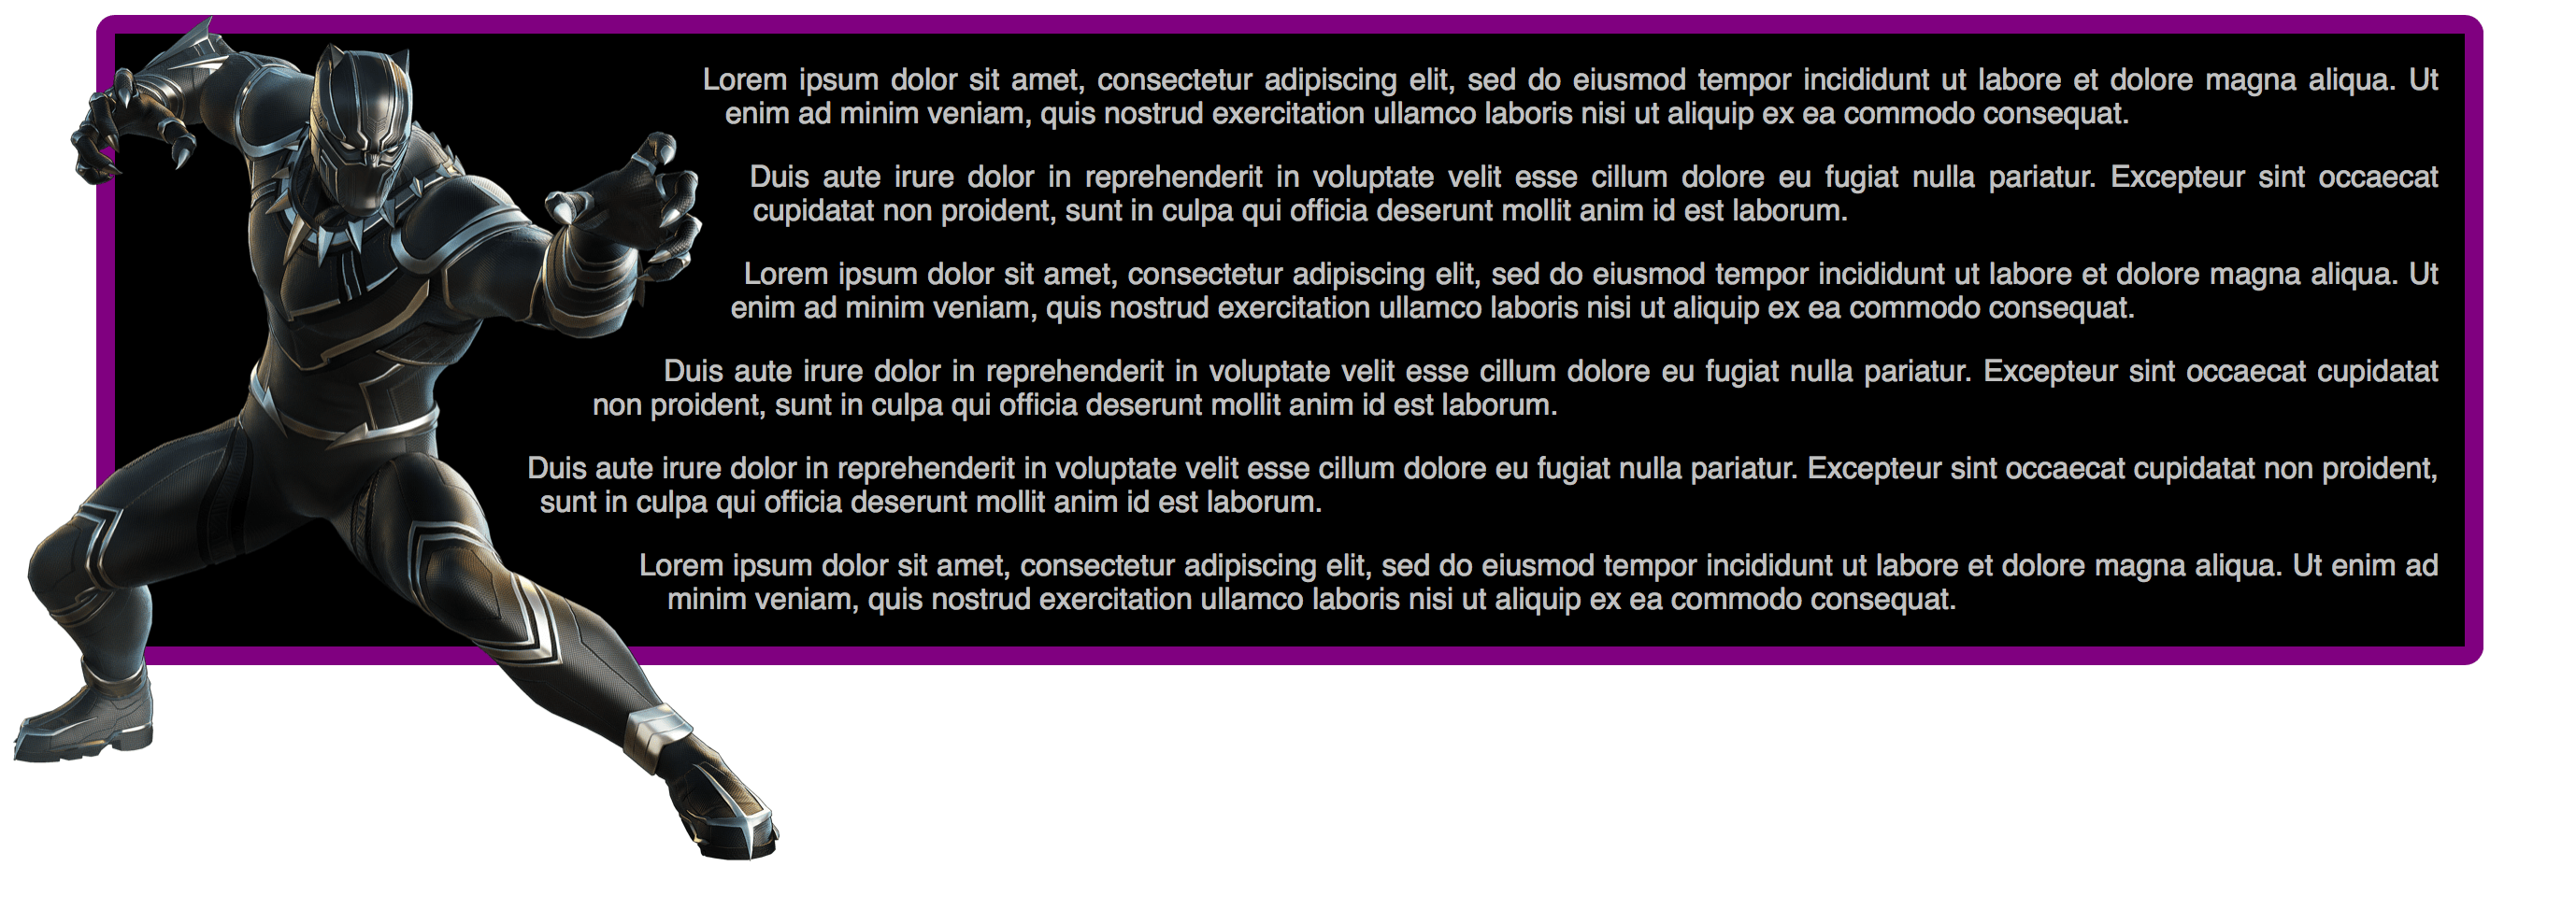 Lorem ipsum dolor sit amet, consectetur adipiscing elit, sed do eiusmod tempor incididunt ut labore et dolore magna aliqua. Ut
enim ad minim veniam, quis nostrud exercitation ullamco laboris nisi ut aliquip ex ea commodo consequat.
Duis aute irure dolor in reprehenderit in voluptate velit esse cillum dolore eu fugiat nulla pariatur. Excepteur sint occaecat
cupidatat non proident, sunt in culpa qui officia deserunt mollit anim id est laborum.
Lorem ipsum dolor sit amet, consectetur adipiscing elit, sed do eiusmod tempor incididunt ut labore et dolore magna aliqua. Ut
enim ad minim veniam, quis nostrud exercitation ullamco laboris nisi ut aliquip ex ea commodo consequat.
Duis aute irure dolor in reprehenderit in voluptate velit esse cillum dolore eu fugiat nulla pariatur. Excepteur sint occaecat cupidatat
non proident, sunt in culpa qui officia deserunt mollit anim id est laborum.
Duis aute irure dolor in reprehenderit in voluptate velit esse cillum dolore eu fugiat nulla pariatur. Excepteur sint occaecat cupidatat non proident,
sunt in culpa qui officia deserunt mollit anim id est laborum.
Lorem ipsum dolor sit amet, consectetur adipiscing elit, sed do eiusmod tempor incididunt ut labore et dolore magna aliqua. Ut enim ad
minim veniam, quis nostrud exercitation ullamco laboris nisi ut aliquip ex ea commodo consequat.